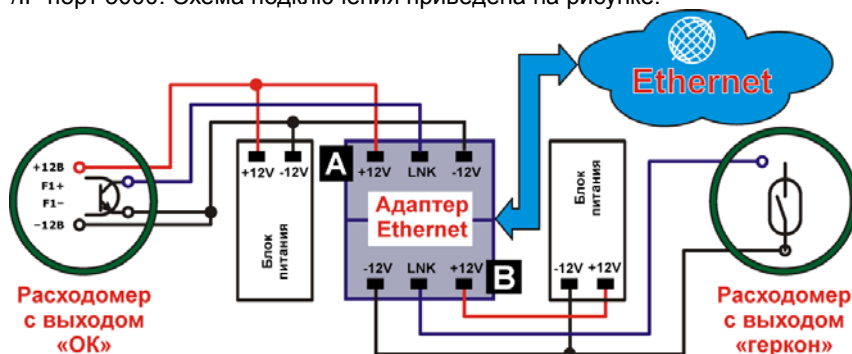 /IP порт 5000. Схема подключения приведена на рисунке.
Ethernet
+12В
F1+
F1-
-12В
Расходомер
с выходом
«ОК»
+12V -12V
Блок
питания
A
+12V LNK -12V
Адаптер
Ethernet
-12V LNK +12V
B
Блок
питания
-12V +12V
Расходомер
с выходом
«геркон»